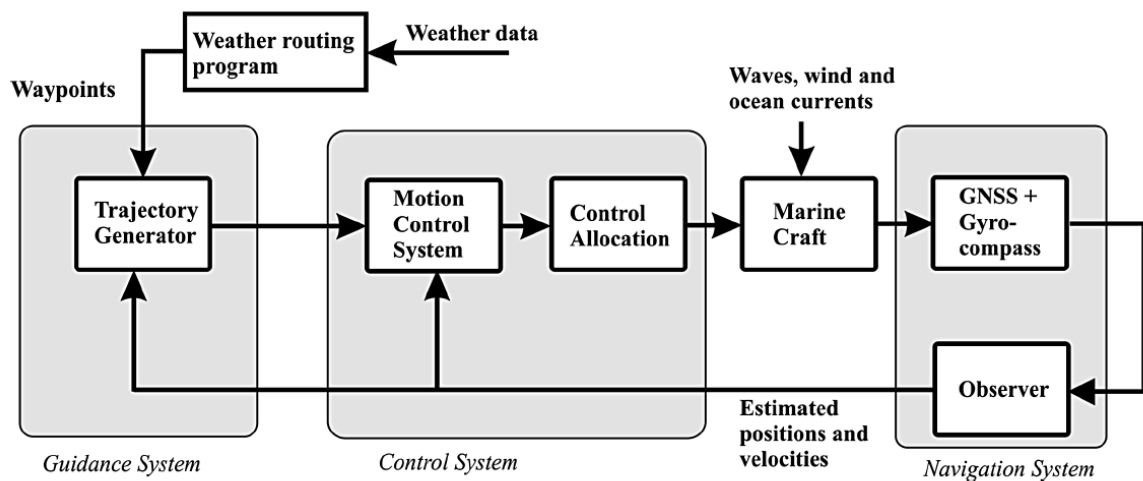 Weather routing
program
Weather data
Waypoints
Waves, wind and
ocean currents
Trajectory
Generator
Motion
Control
System
Control
Allocation
Marine
Craft
GNSS +
Gyro-
compass
Observer
Estimated
positions and
velocities
Guidance System
Control System
Navigation System